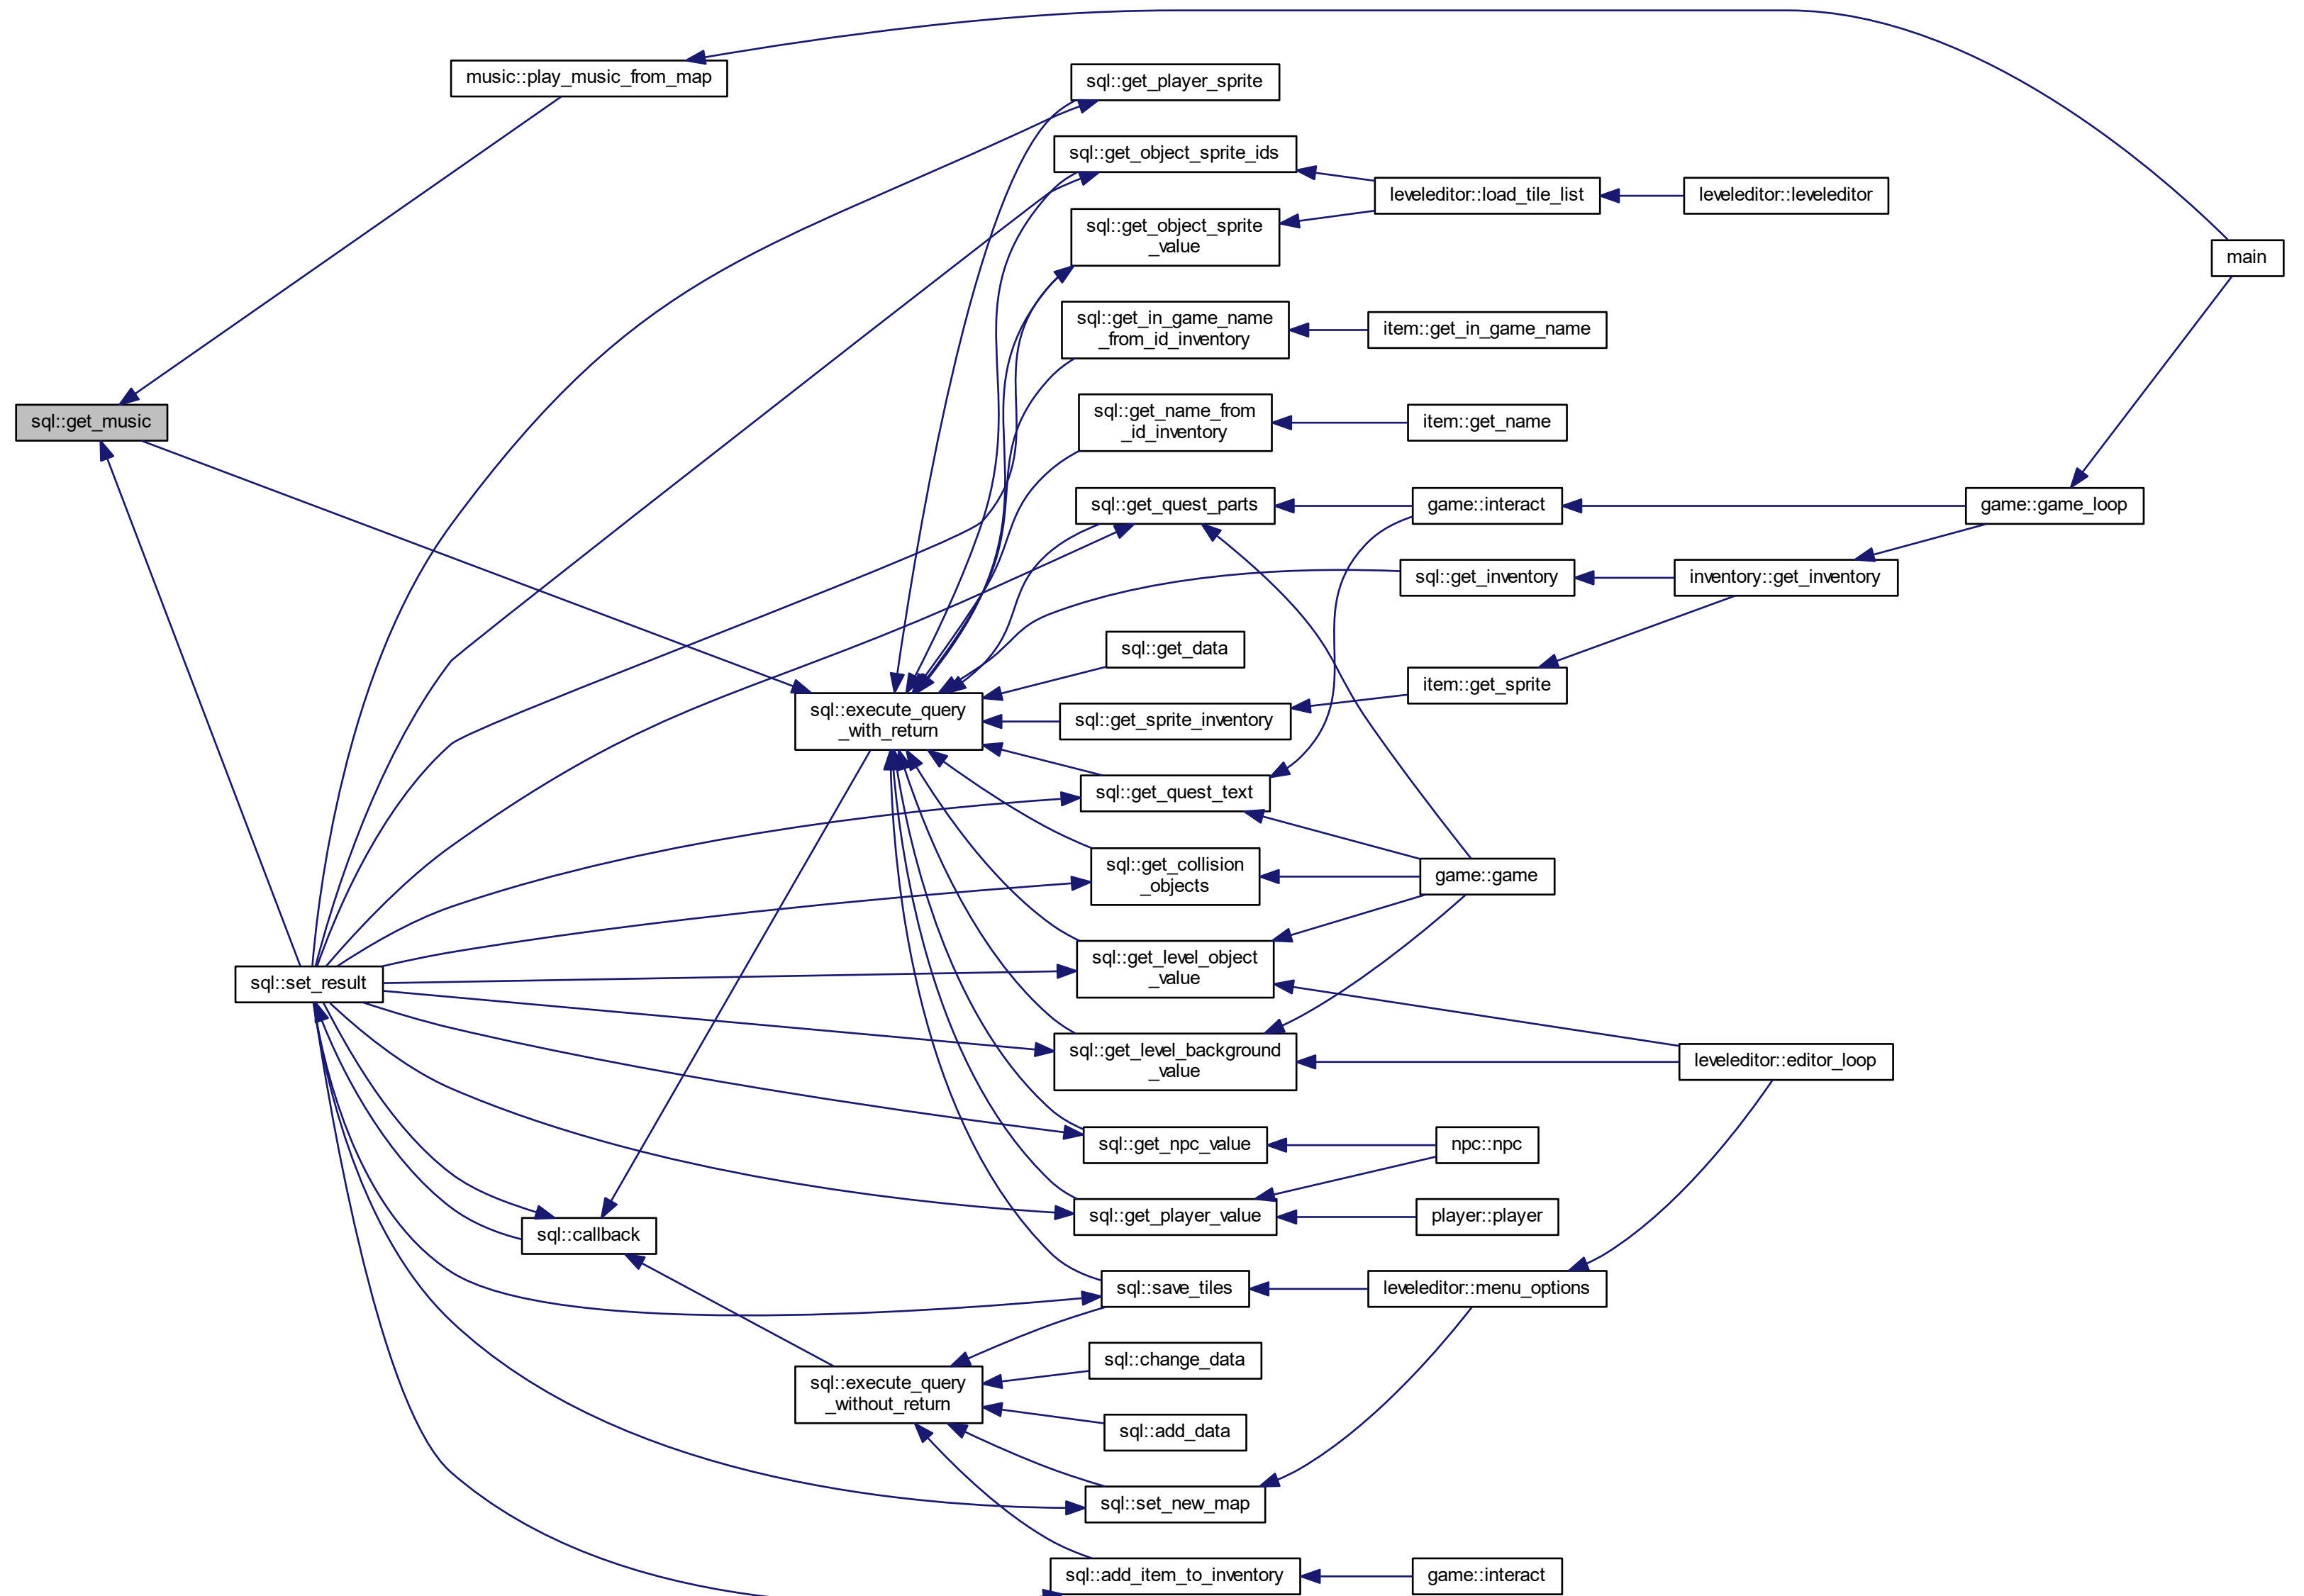 music::play_music_from_map
sql::get_player_sprite
sql::get_object_sprite_ids
leveleditor::load_tile_list
leveleditor::leveleditor
sql::get_object_sprite
_value
main
sql::get_in_game_name
_from_id_inventory
item::get_in_game_name
sql::get_music
sql::get_name_from
_id_inventory
item::get_name
sql::get_quest_parts
game::interact
game::game_loop
sql::get_inventory
inventory::get_inventory
sql::get_data
item::get_sprite
sql::execute_query
_with_return
sql::get_sprite_inventory
sql::get_quest_text
sql::get_collision
_objects
game::game
sql::set_result
sql::get_level_object
_value
sql::get_level_background
_value
leveleditor::editor_loop
sql::get_npc_value
npc::npc
sql::get_player_value
player::player
sql::callback
sql::save_tiles
leveleditor::menu_options
sql::change_data
sql::execute_query
_without_return
sql::add_data
sql::set_new_map
sql::add_item_to_inventory
game::interact